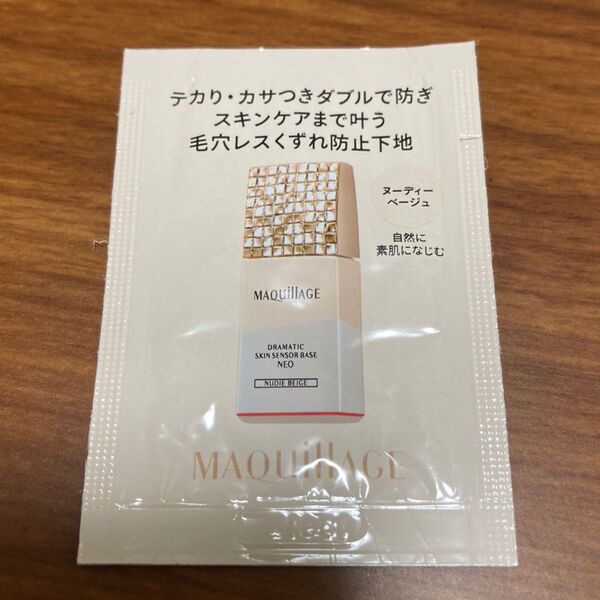 テカり・カサつきダブルで防ぎ
スキンケアまで叶う
毛穴レスくずれ防止下地
ヌーディー
ベージュ
自然に
素肌になじむ
MAQuillAGE
DRAMATIC
SKIN SENSOR BASE
NEO
NUDIE BEIGE
MAQuillAGE